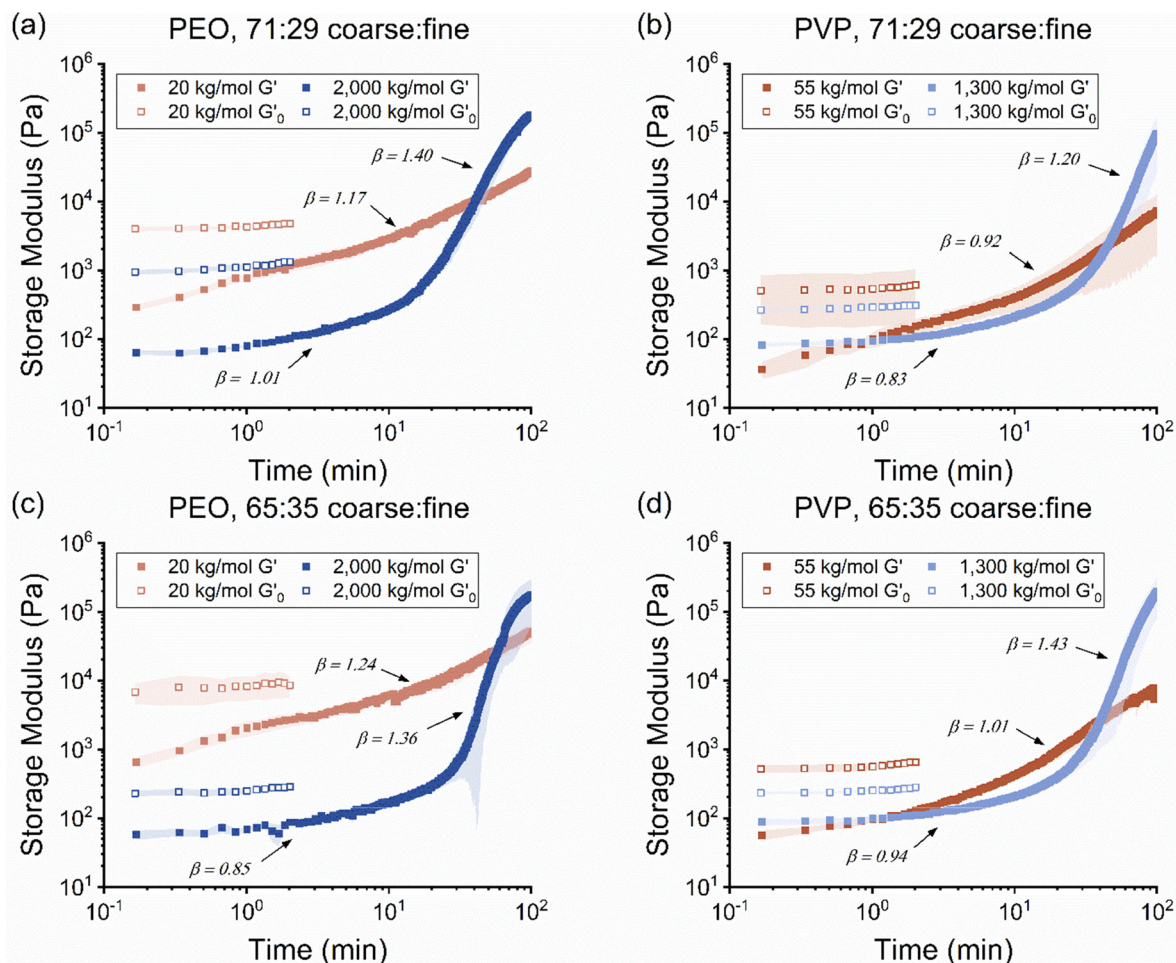 (a)
PEO, 71:29 coarse:fine
Storage Modulus (Pa)
10^6
10^5
10^4
10^3
10^2
10^1
20 kg/mol G' 2,000 kg/mol G'
20 kg/mol G'_0 2,000 kg/mol G'_0
β = 1.40
β = 1.17
β = 1.01
10^-1 10^0 10^1 10^2
Time (min)
(b)
PVP, 71:29 coarse:fine
Storage Modulus (Pa)
10^6
10^5
10^4
10^3
10^2
10^1
55 kg/mol G' 1,300 kg/mol G'
55 kg/mol G'_0 1,300 kg/mol G'_0
β = 1.20
β = 0.92
β = 0.83
10^-1 10^0 10^1 10^2
Time (min)
(c)
PEO, 65:35 coarse:fine
Storage Modulus (Pa)
10^6
10^5
10^4
10^3
10^2
10^1
20 kg/mol G' 2,000 kg/mol G'
20 kg/mol G'_0 2,000 kg/mol G'_0
β = 1.24
β = 1.36
β = 0.85
10^-1 10^0 10^1 10^2
Time (min)
(d)
PVP, 65:35 coarse:fine
Storage Modulus (Pa)
10^6
10^5
10^4
10^3
10^2
10^1
55 kg/mol G' 1,300 kg/mol G'
55 kg/mol G'_0 1,300 kg/mol G'_0
β = 1.43
β = 1.01
β = 0.94
10^-1 10^0 10^1 10^2
Time (min)